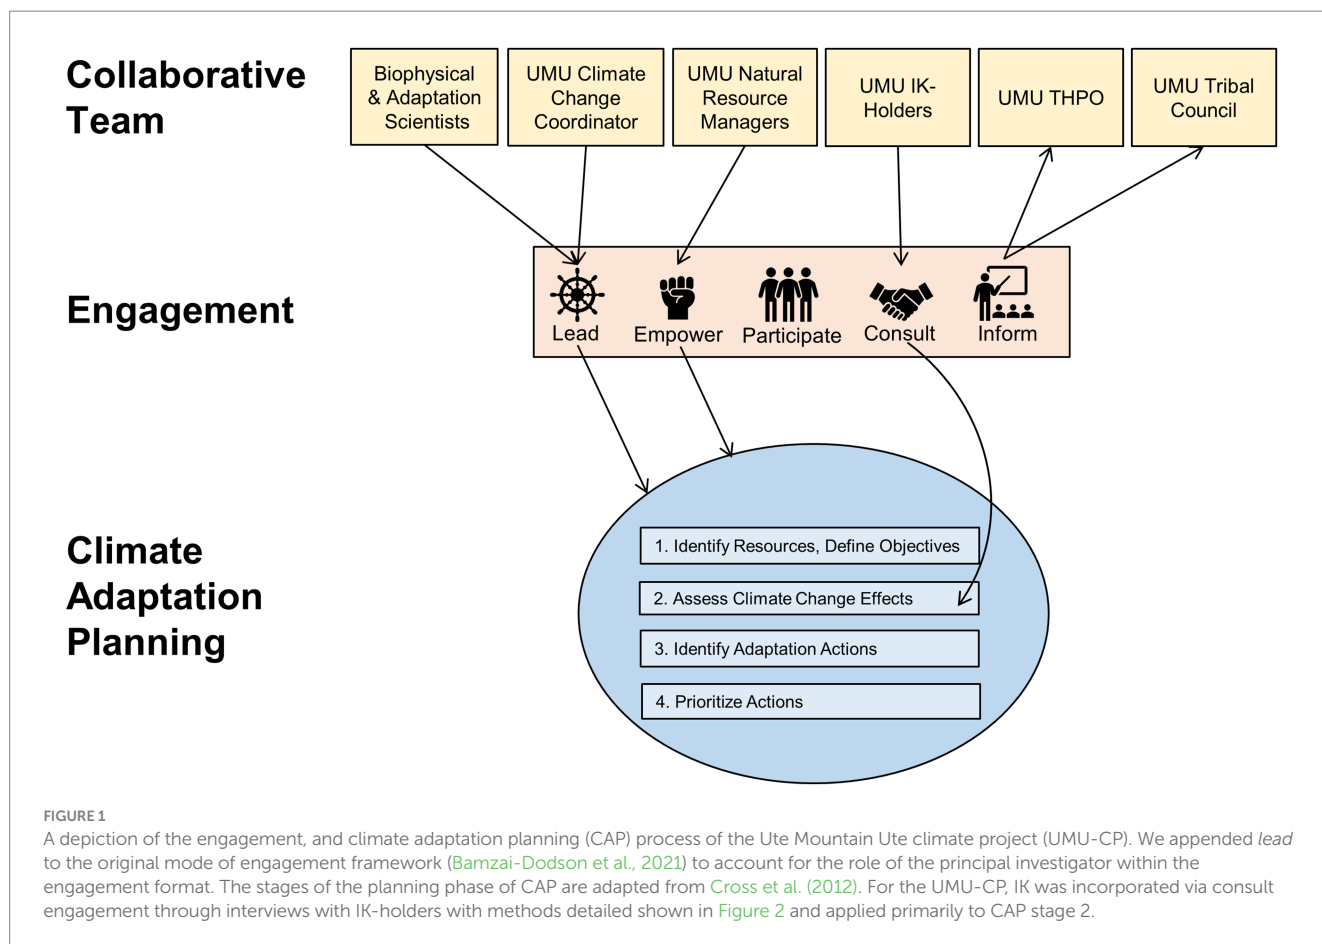 Collaborative
Team
Biophysical
& Adaptation
Scientists
UMU Climate
Change
Coordinator
UMU Natural
Resource
Managers
UMU IK-
Holders
UMU THPO
UMU Tribal
Council
Engagement
Lead
Empower
Participate
Consult
Inform
Climate
Adaptation
Planning
1. Identify Resources, Define Objectives
2. Assess Climate Change Effects
3. Identify Adaptation Actions
4. Prioritize Actions
FIGURE 1
A depiction of the engagement, and climate adaptation planning (CAP) process of the Ute Mountain Ute climate project (UMU-CP). We appended lead
to the original mode of engagement framework (Bamzai-Dodson et al., 2021) to account for the role of the principal investigator within the
engagement format. The stages of the planning phase of CAP are adapted from Cross et al. (2012). For the UMU-CP, IK was incorporated via consult
engagement through interviews with IK-holders with methods detailed shown in Figure 2 and applied primarily to CAP stage 2.